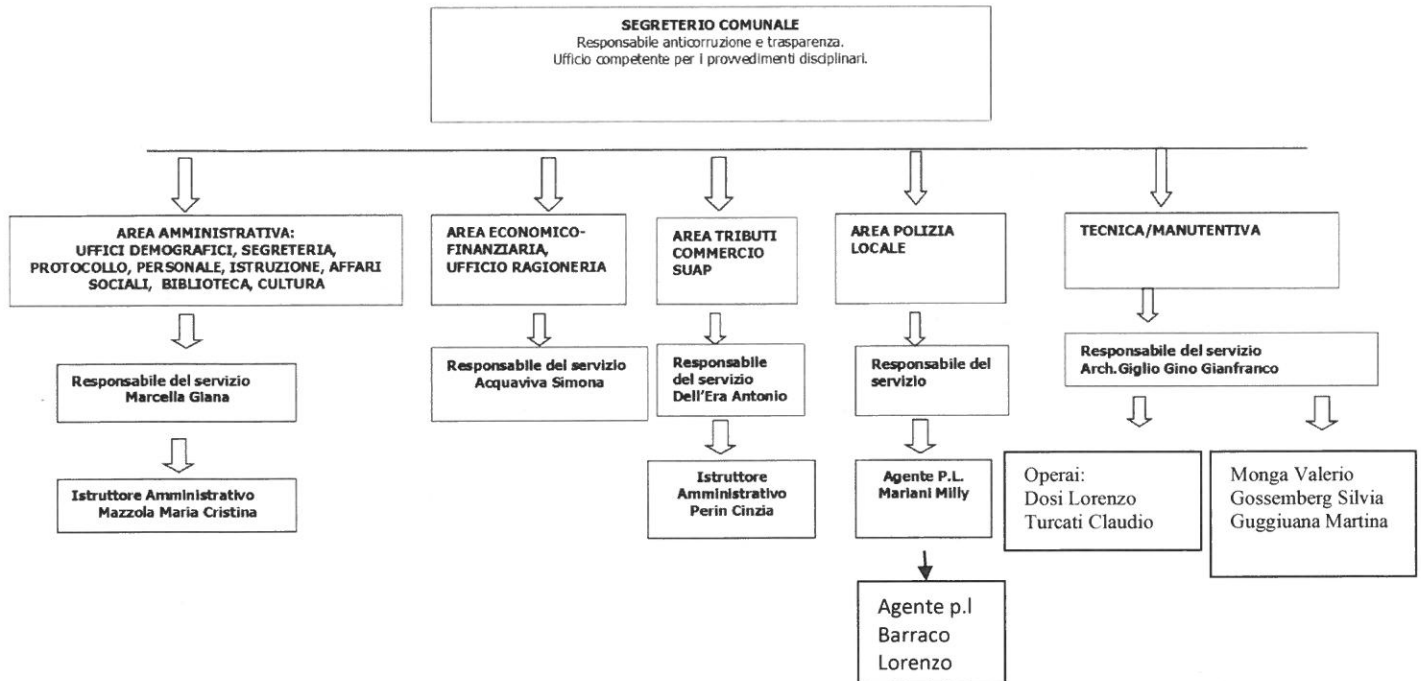 SEGRETERIO COMUNALE
Responsabile anticorruzione e trasparenza.
Ufficio competente per i provvedimenti disciplinari.
AREA AMMINISTRATIVA:
UFFICI DEMOGRAFICI, SEGRETERIA,
PROTOCOLLO, PERSONALE, ISTRUZIONE, AFFARI
SOCIALI, BIBLIOTECA, CULTURA
AREA ECONOMICO-
FINANZIARIA,
UFFICIO RAGIONERIA
AREA TRIBUTI
COMMERCIO
SUAP
AREA POLIZIA
LOCALE
TECNICA/MANUTENTIVA
Responsabile del servizio
Marcella Giana
Responsabile del servizio
Acquaviva Simona
Responsabile
del servizio
Dell'Era Antonio
Responsabile del
servizio
Responsabile del servizio
Arch.Giglio Gino Gianfranco
Istruttore Amministrativo
Mazzola Maria Cristina
Istruttore
Amministrativo
Perin Cinzia
Agente P.L.
Mariani Milly
Operai:
Dosi Lorenzo
Turcati Claudio
Monga Valerio
Gossemberg Silvia
Guggiuana Martina
Agente p.l
Barraco
Lorenzo